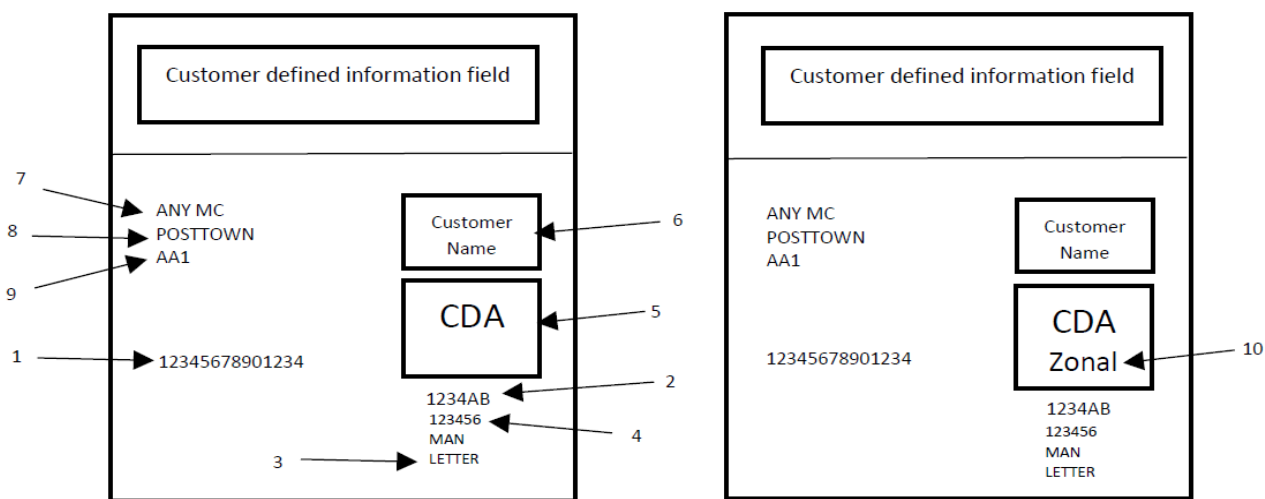 Customer defined information field
7
ANY MC
8
POSTTOWN
9
AA1
Customer
Name
6
CDA
5
1
12345678901234
1234AB
2
123456
4
MAN
3
LETTER
Customer defined information field
ANY MC
POSTTOWN
AA1
Customer
Name
CDA
Zonal
10
12345678901234
1234AB
123456
MAN
LETTER